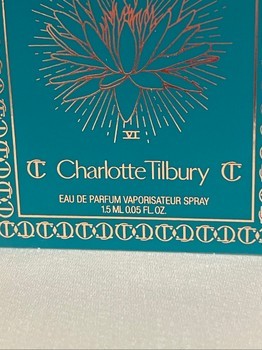 VI
Charlotte Tilbury
EAU DE PARFUM VAPORISATEUR SPRAY
1.5 ML 0.05 FL. OZ.